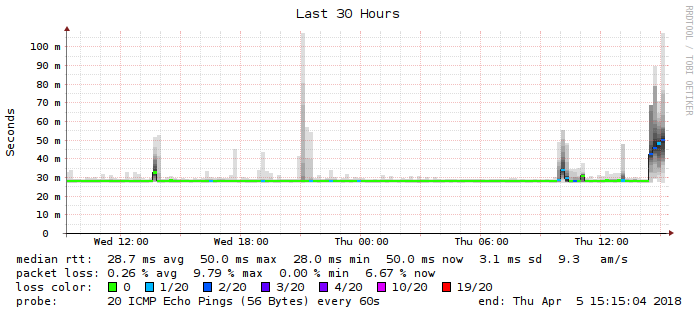 Last 30 Hours
RRDTOOL / TOBI OETIKER
Seconds
100 m
90 m
80 m
70 m
60 m
50 m
40 m
30 m
20 m
10 m
0
Wed 12:00 Wed 18:00 Thu 00:00 Thu 06:00 Thu 12:00
median rtt: 28.7 ms avg 50.0 ms max 28.0 ms min 50.0 ms now 3.1 ms sd 9.3 am/s
packet loss: 0.26 % avg 9.79 % max 0.00 % min 6.67 % now
loss color: 0 1/20 2/20 3/20 4/20 10/20 19/20
probe: 20 ICMP Echo Pings (56 Bytes) every 60s end: Thu Apr 5 15:15:04 2018